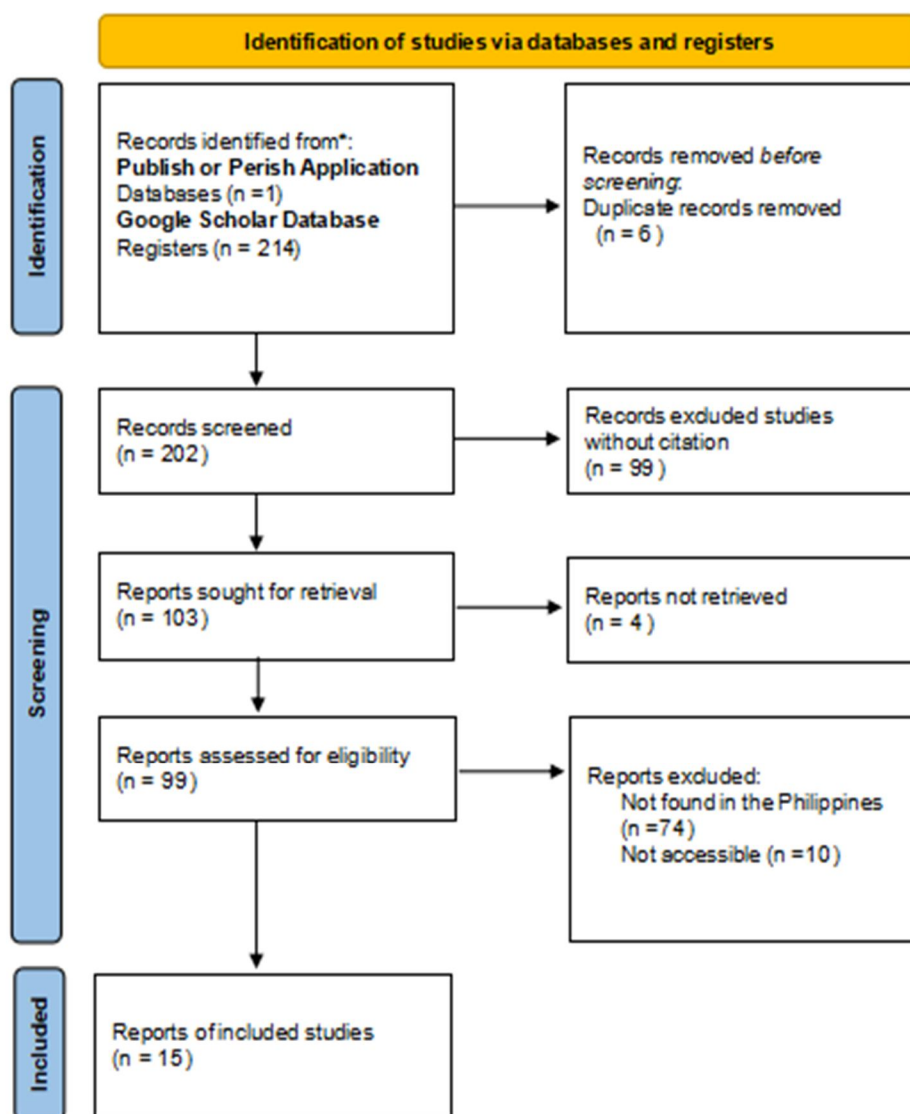 Identification of studies via databases and registers
Identification
Records identified from*:
Publish or Perish Application
Databases (n =1)
Google Scholar Database
Registers (n = 214)
Records removed before
screening:
Duplicate records removed
(n = 6 )
Screening
Records screened
(n = 202)
Records excluded studies
without citation
(n = 99 )
Reports sought for retrieval
(n = 103)
Reports not retrieved
(n = 4 )
Reports assessed for eligibility
(n = 99)
Reports excluded:
Not found in the Philippines
(n =74)
Not accessible (n =10)
Included
Reports of included studies
(n = 15)